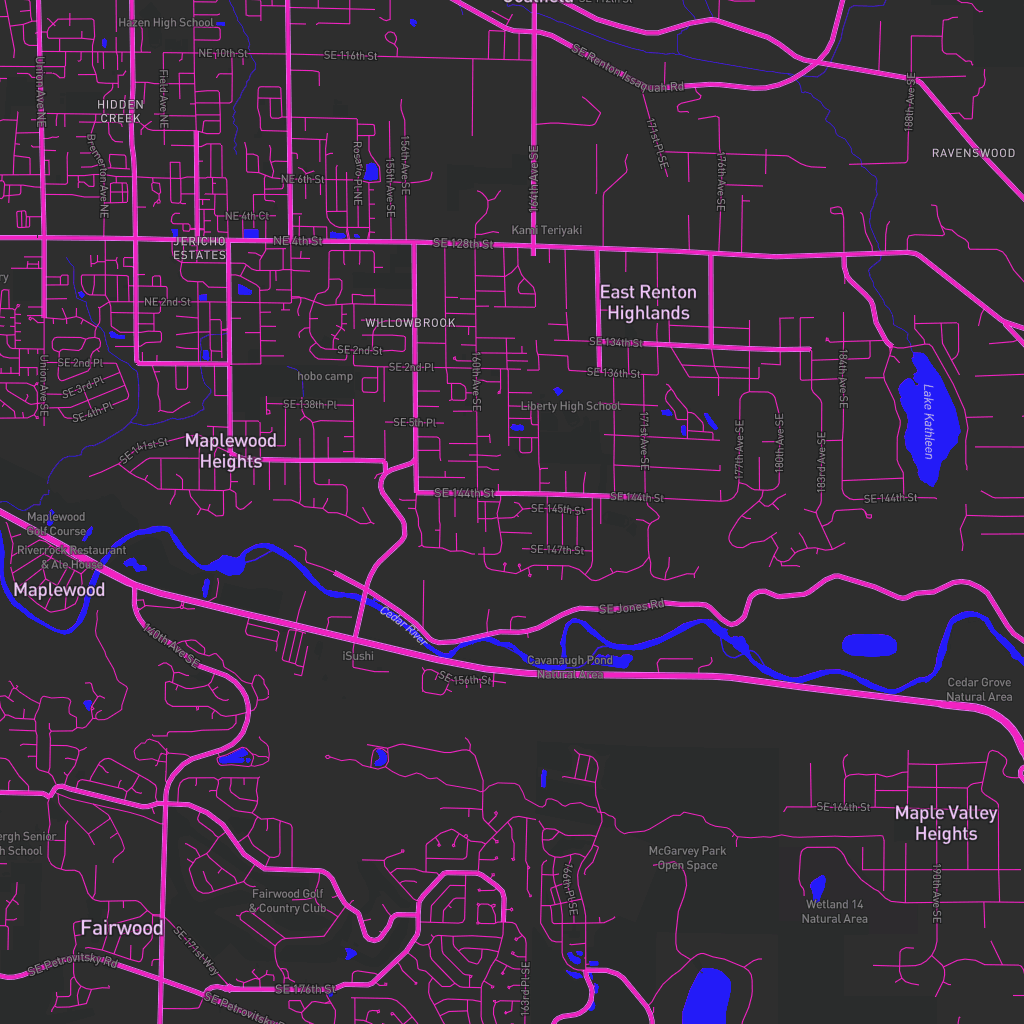 SE 112th St
Hazen High School
NE 10th St
SE 116th St
SE Renton Issaquah Rd
Union Ave NE
Field Ave NE
HIDDEN
CREEK
188th Ave SE
171st Pl SE
RAVENSWOOD
Bremerton Ave NE
Rosario Pl NE
156th Ave SE
155th Ave SE
164th Ave SE
176th Ave SE
NE 6th St
NE 4th Ct
Kami Teriyaki
JERICHO
ESTATES
NE 4th St
SE 128th St
NE 2nd St
East Renton
Highlands
WILLOWBROOK
SE 134th St
SE 2nd Pl
SE 2nd St
SE 2nd Pl
SE 136th St
Union Ave SE
SE 3rd Pl
SE 4th Pl
hobo camp
160th Ave SE
184th Ave SE
SE 138th Pl
Liberty High School
Lake Kathleen
SE 5th Pl
171st Ave SE
177th Ave SE
180th Ave SE
183rd Ave SE
SE 141st St
Maplewood
Heights
SE 144th St
SE 144th St
SE 144th St
SE 145th St
Maplewood
Golf Course
Riverrock Restaurant
& Ale House
SE 147th St
Maplewood
Cedar River
SE Jones Rd
140th Ave SE
iSushi
Cavanaugh Pond
Natural Area
SE 156th St
Cedar Grove
Natural Area
SE 164th St
Maple Valley
Heights
McGarvey Park
Open Space
190th Ave SE
Wetland 14
Natural Area
Fairwood Golf
& Country Club
Fairwood
SE 171st Way
SE Petrovitsky Rd
SE 176th St
SE Petrovitsky
163rd Pl SE